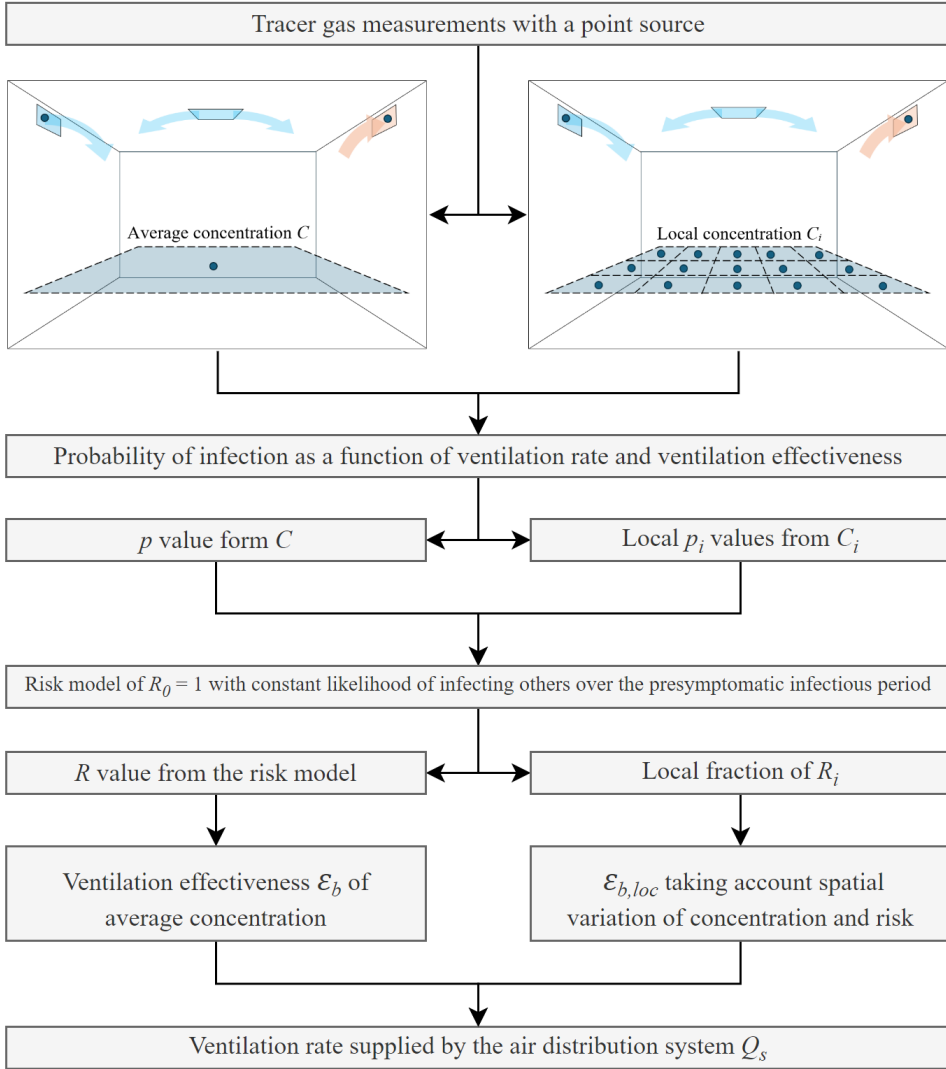 Tracer gas measurements with a point source
Average concentration C
Local concentration Cᵢ
Probability of infection as a function of ventilation rate and ventilation effectiveness
p value form C
Local pᵢ values from Cᵢ
Risk model of R₀ = 1 with constant likelihood of infecting others over the presymptomatic infectious period
R value from the risk model
Local fraction of Rᵢ
Ventilation effectiveness ε_b of
average concentration
ε_b,loc taking account spatial
variation of concentration and risk
Ventilation rate supplied by the air distribution system Qₛ